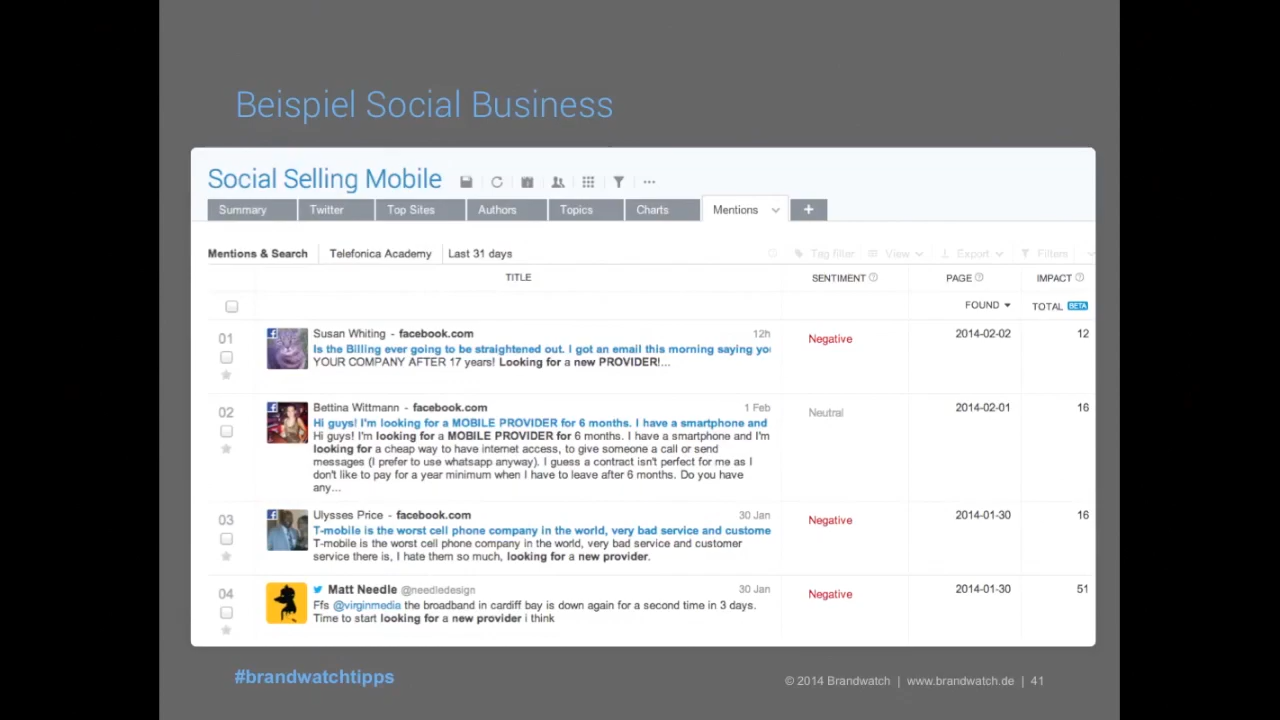 Beispiel Social Business
Social Selling Mobile
Summary Twitter Top Sites Authors Topics Charts Mentions +
Mentions & Search Telefonica Academy Last 31 days Tag filter View Export Filters
TITLE SENTIMENT PAGE IMPACT
FOUND TOTAL BETA
01 Susan Whiting - facebook.com 12h Negative 2014-02-02 12
Is the Billing ever going to be straightened out. I got an email this morning saying you
YOUR COMPANY AFTER 17 years! Looking for a new PROVIDER!...
02 Bettina Wittmann - facebook.com 1 Feb Neutral 2014-02-01 16
Hi guys! I'm looking for a MOBILE PROVIDER for 6 months. I have a smartphone and
Hi guys! I'm looking for a MOBILE PROVIDER for 6 months. I have a smartphone and I'm
looking for a cheap way to have internet access, to give someone a call or send
messages (I prefer to use whatsapp anyway). I guess a contract isn't perfect for me as I
don't like to pay for a year minimum when I have to leave after 6 months. Do you have
any...
03 Ulysses Price - facebook.com 30 Jan Negative 2014-01-30 16
T-mobile is the worst cell phone company in the world, very bad service and custome
T-mobile is the worst cell phone company in the world, very bad service and customer
service there is, I hate them so much, looking for a new provider.
04 Matt Needle @needledesign 30 Jan Negative 2014-01-30 51
Ffs @virginmedia the broadband in cardiff bay is down again for a second time in 3 days.
Time to start looking for a new provider i think
#brandwatchtipps
© 2014 Brandwatch | www.brandwatch.de | 41